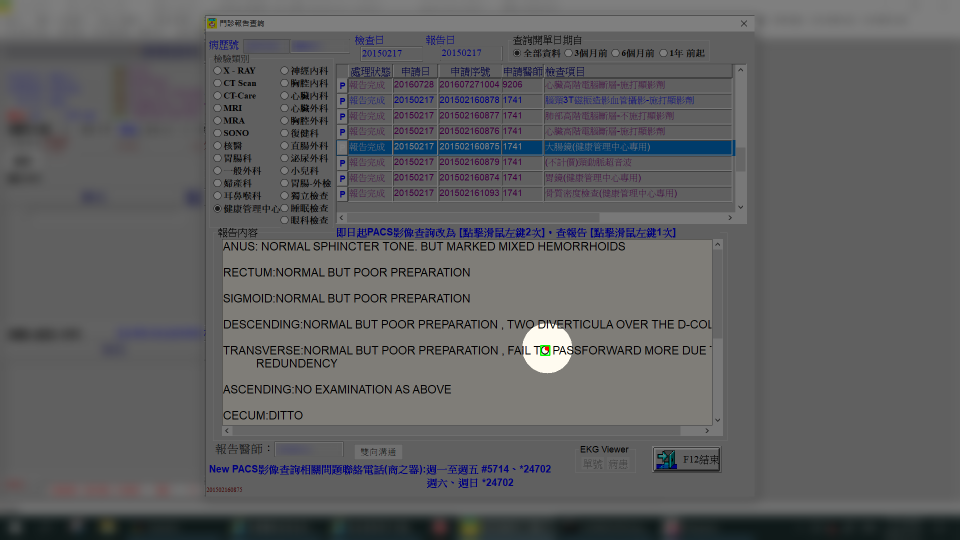 門診報告查詢
病歷號
檢查日 報告日 查詢開單日期自
20150217 20150217 全部資料 3個月前 6個月前 1年 前起
檢驗類別
X - RAY 神經內科
CT Scan 胸腔內科
CT-Care 心臟內科
MRI 心臟外科
MRA 胸腔外科
SONO 復健科
核醫 直腸外科
胃腸科 泌尿外科
一般外科 小兒科
婦產科 胃腸-外檢
耳鼻喉科 獨立檢查
健康管理中心 睡眠檢查
眼科檢查
處理狀態 申請日 申請序號 申請醫師 檢查項目
P 報告完成 20160728 201607271004 9206 心臟高階電腦斷層-施打顯影劑
P 報告完成 20150217 201502160878 1741 腦部3T磁振造影血管攝影-施打顯影劑
P 報告完成 20150217 201502160877 1741 肺部高階電腦斷層-不施打顯影劑
P 報告完成 20150217 201502160876 1741 心臟高階電腦斷層-施打顯影劑
報告完成 20150217 201502160875 1741 大腸鏡(健康管理中心專用)
P 報告完成 20150217 201502160879 1741 (不計價)頸動脈超音波
P 報告完成 20150217 201502160874 1741 胃鏡(健康管理中心專用)
P 報告完成 20150217 201502161093 1741 骨質密度檢查(健康管理中心專用)
報告內容 即日起PACS影像查詢改為 [點擊滑鼠左鍵2次]，查報告 [點擊滑鼠左鍵1次]
ANUS: NORMAL SPHINCTER TONE. BUT MARKED MIXED HEMORRHOIDS
RECTUM:NORMAL BUT POOR PREPARATION
SIGMOID:NORMAL BUT POOR PREPARATION
DESCENDING:NORMAL BUT POOR PREPARATION , TWO DIVERTICULA OVER THE D-COL
TRANSVERSE:NORMAL BUT POOR PREPARATION , FAIL TO PASSFORWARD MORE DUE T
REDUNDENCY
ASCENDING:NO EXAMINATION AS ABOVE
CECUM:DITTO
報告醫師： 雙向溝通 EKG Viewer
單號 病患 F12結束
New PACS影像查詢相關問題聯絡電話(商之器):週一至週五 #5714、*24702
週六、週日 *24702
201502160875